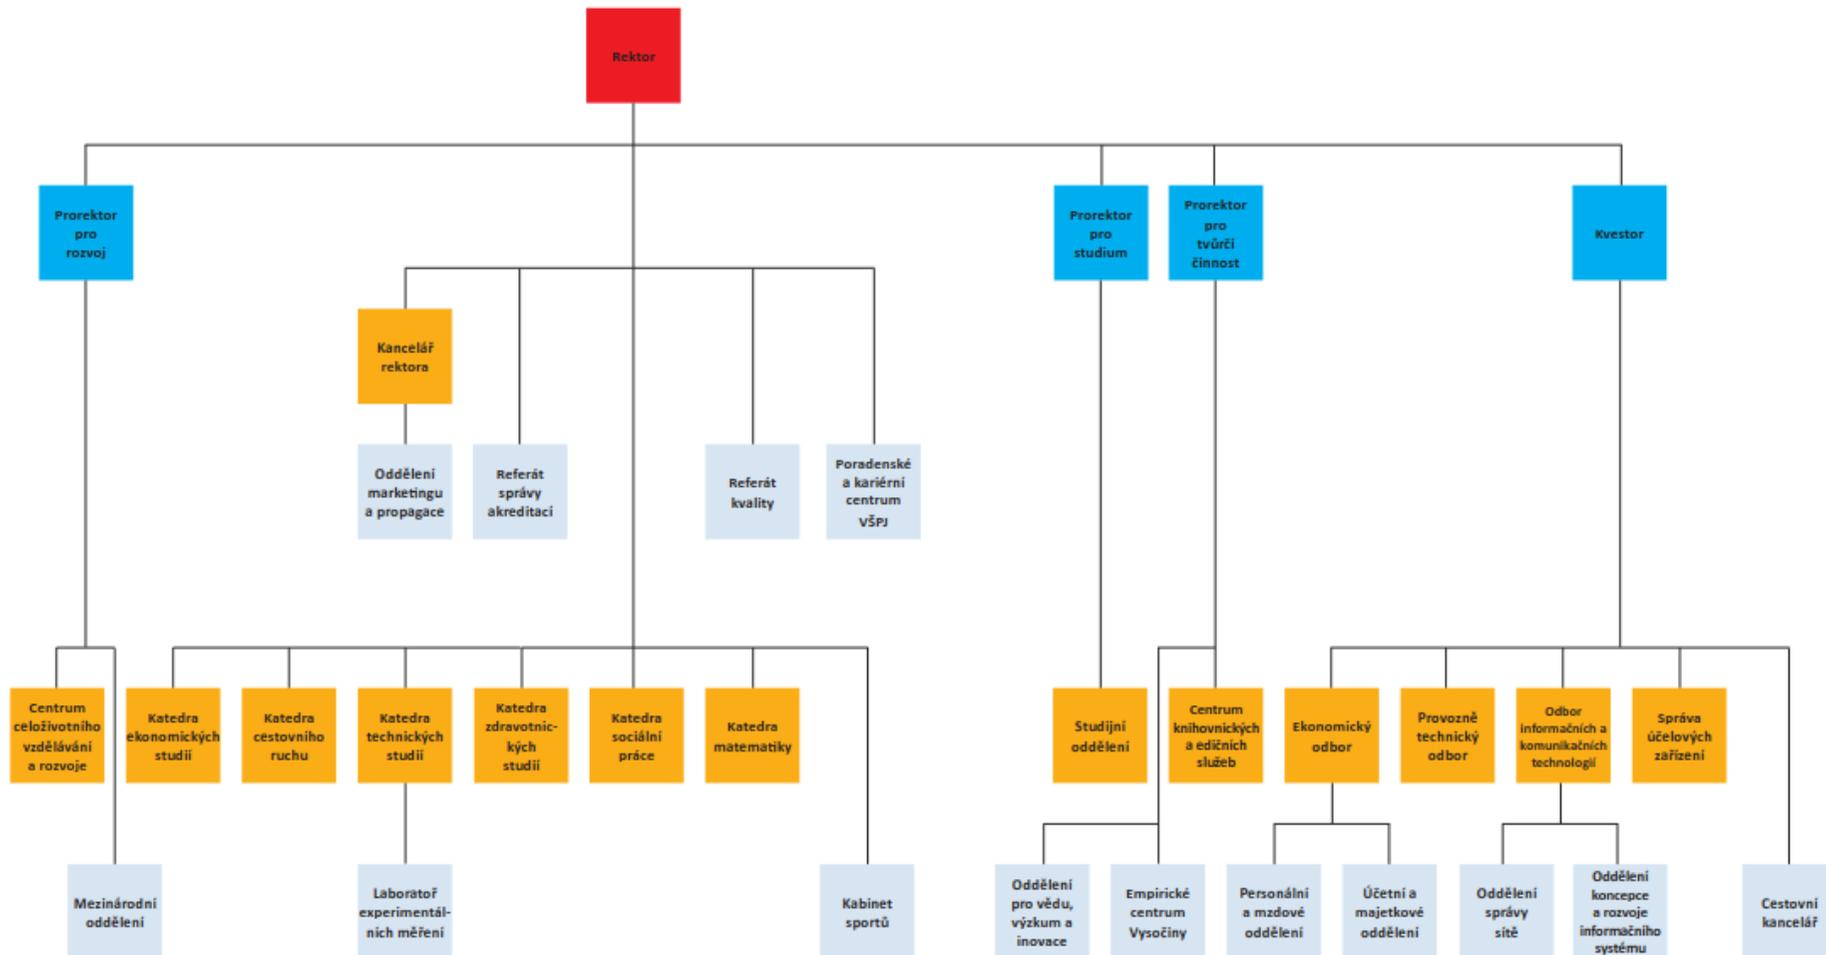 Rektor
Prorektor
pro
rozvoj
Prorektor
pro
studium
Prorektor
pro
tvůrčí
činnost
Kvestor
Kancelář
rektora
Oddělení
marketingu
a propagace
Referát
správy
akreditací
Referát
kvality
Poradenské
a kariérní
centrum
VŠPJ
Centrum
celoživotního
vzdělávání
a rozvoje
Katedra
ekonomických
studií
Katedra
cestovního
ruchu
Katedra
technických
studií
Katedra
zdravotnic-
kých
studií
Katedra
sociální
práce
Katedra
matematiky
Studijní
oddělení
Centrum
knihovnických
a edičních
služeb
Ekonomický
odbor
Provozně
technický
odbor
Odbor
informačních a
komunikačních
technologií
Správa
účelových
zařízení
Mezinárodní
oddělení
Laboratoř
experimentál-
ních měření
Kabinet
sportů
Oddělení
pro vědu,
výzkum a
inovace
Empirické
centrum
Vysočiny
Personální
a mzdové
oddělení
Účetní a
majetkové
oddělení
Oddělení
správy
sítě
Oddělení
koncepce
a rozvoje
informačního
systému
Cestovní
kancelář